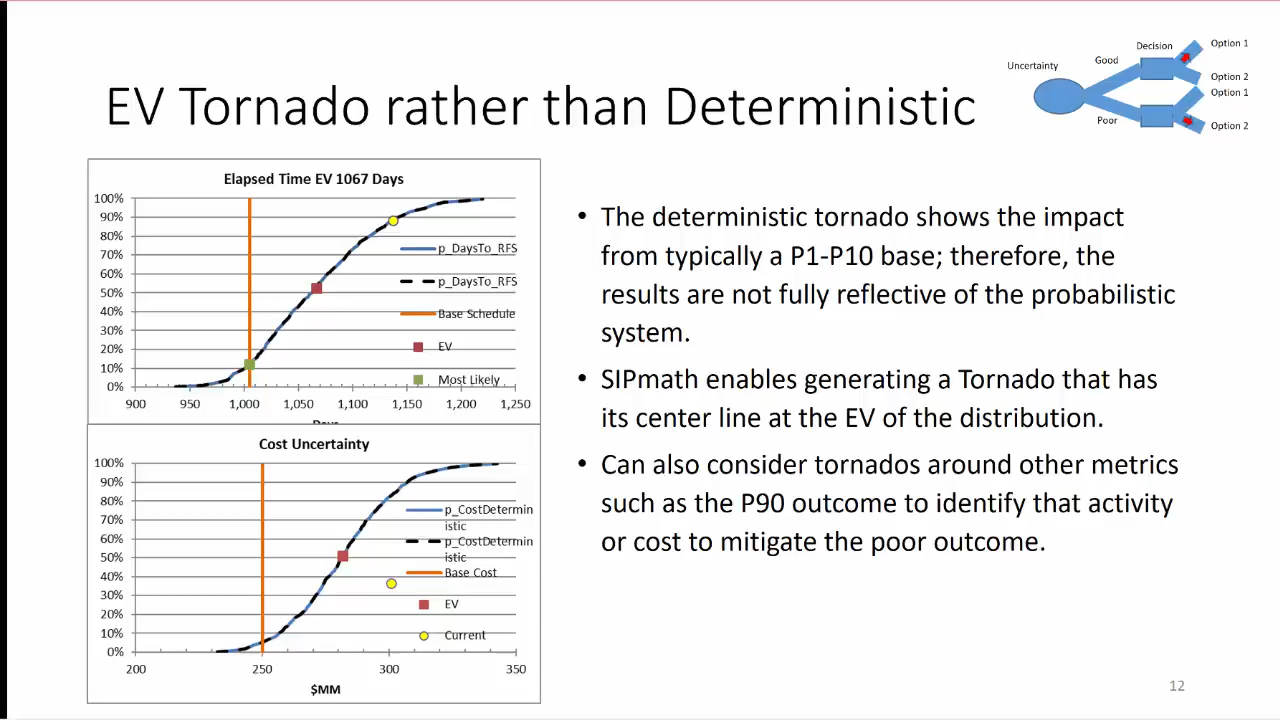 Uncertainty
Good
Poor
Decision
Option 1
Option 2
Option 1
Option 2
EV Tornado rather than Deterministic
Elapsed Time EV 1067 Days
100%
90%
80%
70%
60%
50%
40%
30%
20%
10%
0%
900 950 1,000 1,050 1,100 1,150 1,200 1,250
Days
p_DaysTo_RFS
p_DaysTo_RFS
Base Schedule
EV
Most Likely
Cost Uncertainty
100%
90%
80%
70%
60%
50%
40%
30%
20%
10%
0%
200 250 300 350
$MM
p_CostDetermin
istic
p_CostDetermin
istic
Base Cost
EV
Current
• The deterministic tornado shows the impact
from typically a P1-P10 base; therefore, the
results are not fully reflective of the probabilistic
system.
• SIPmath enables generating a Tornado that has
its center line at the EV of the distribution.
• Can also consider tornados around other metrics
such as the P90 outcome to identify that activity
or cost to mitigate the poor outcome.
12